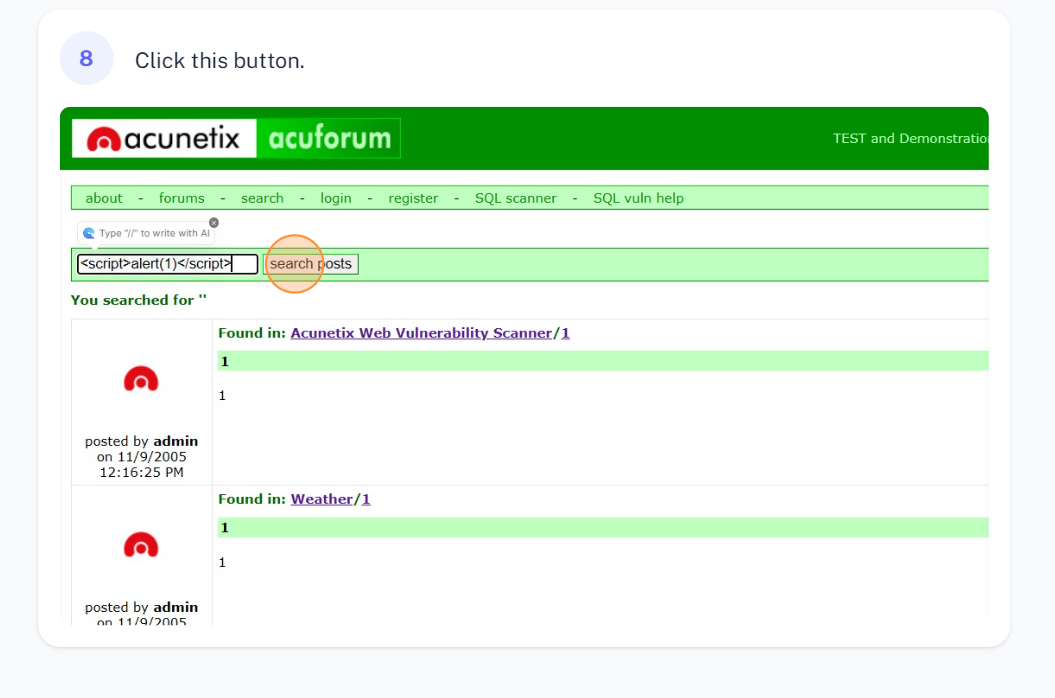 8 Click this button.
acunetix acuforum
TEST and Demonstratio
about - forums - search - login - register - SQL scanner - SQL vuln help
Type "//" to write with AI
<script>alert(1)</script> search posts
You searched for ''
Found in: Acunetix Web Vulnerability Scanner/1
1
1
posted by admin
on 11/9/2005
12:16:25 PM
Found in: Weather/1
1
1
posted by admin
on 11/9/2005